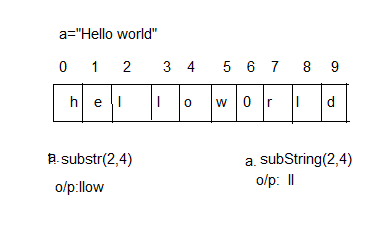 a="Hello world"
0 1 2 3 4 5 6 7 8 9
h e l l o w 0 r l d
a. substr(2,4)
o/p:llow
a. subString(2,4)
o/p: ll